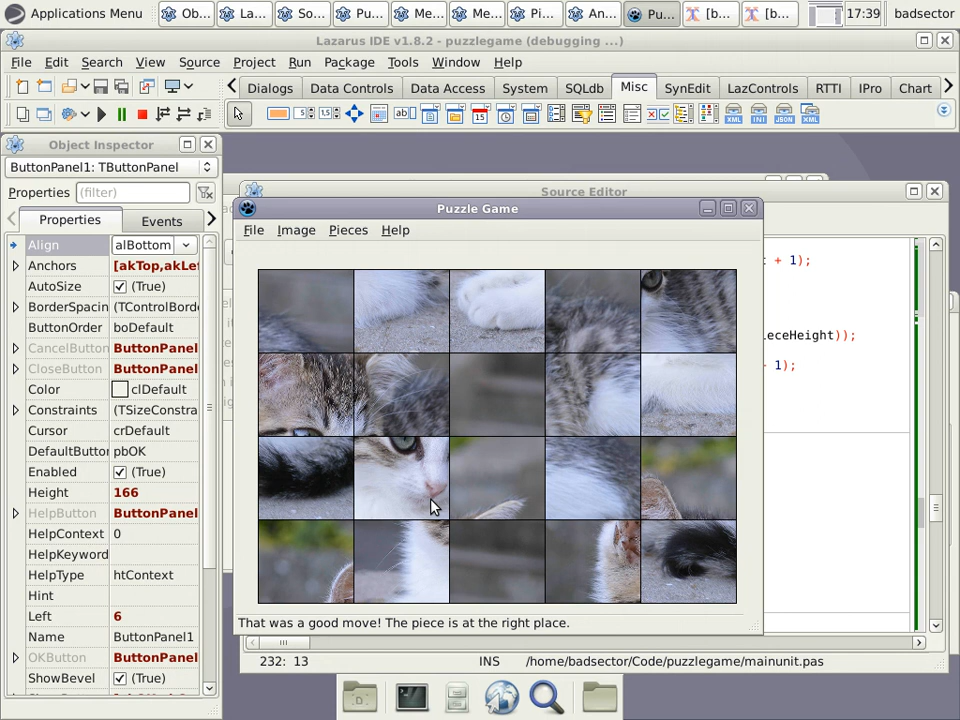 Applications Menu
Ob...
La...
So...
Pu...
Me...
Me...
Pi...
An...
Pu...
[b...
[b...
17:39
badsector
Lazarus IDE v1.8.2 - puzzlegame (debugging ...)
File Edit Search View Source Project Run Package Tools Window Help
Dialogs Data Controls Data Access System SQLdb Misc SynEdit LazControls RTTI IPro Chart
Object Inspector
ButtonPanel1: TButtonPanel
Properties (filter)
Properties Events
Align alBottom
Anchors [akTop,akLef
AutoSize (True)
BorderSpacin (TControlBord
ButtonOrder boDefault
CancelButton ButtonPanel
CloseButton ButtonPanel
Color clDefault
Constraints (TSizeConstra
Cursor crDefault
DefaultButton pbOK
Enabled (True)
Height 166
HelpButton ButtonPanel
HelpContext 0
HelpKeyword
HelpType htContext
Hint
Left 6
Name ButtonPanel1
OKButton ButtonPanel
ShowBevel (True)
Source Editor
t + 1);
ieceHeight));
- 1);
Puzzle Game
File Image Pieces Help
That was a good move! The piece is at the right place.
232: 13 INS /home/badsector/Code/puzzlegame/mainunit.pas